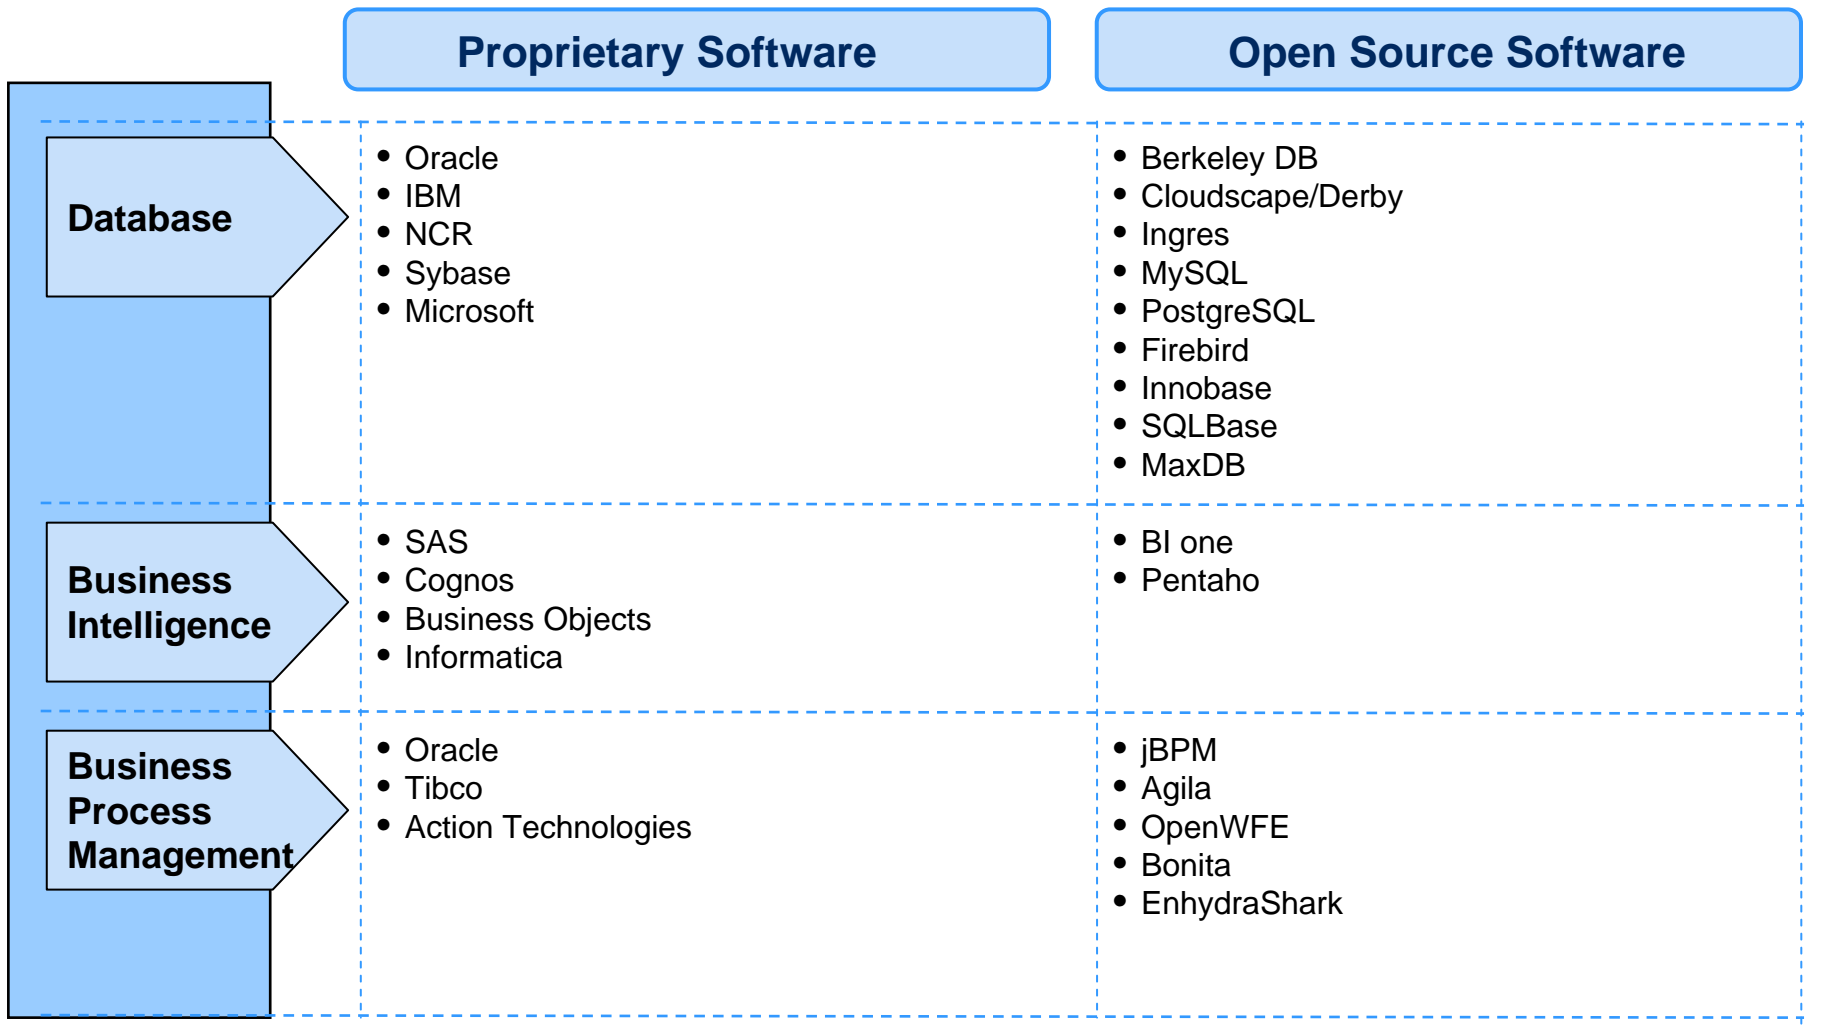 Proprietary Software
Open Source Software
Database
• Oracle
• IBM
• NCR
• Sybase
• Microsoft
• Berkeley DB
• Cloudscape/Derby
• Ingres
• MySQL
• PostgreSQL
• Firebird
• Innobase
• SQLBase
• MaxDB
Business
Intelligence
• SAS
• Cognos
• Business Objects
• Informatica
• BI one
• Pentaho
Business
Process
Management
• Oracle
• Tibco
• Action Technologies
• jBPM
• Agila
• OpenWFE
• Bonita
• EnhydraShark